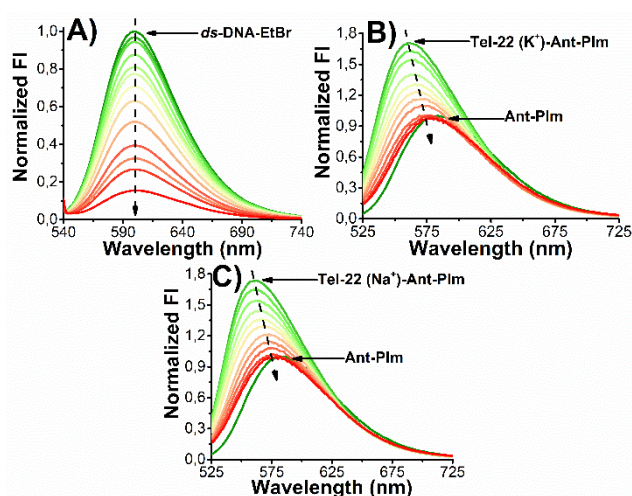 A)
ds-DNA-EtBr
1.0
0,8
0,6
0,4
0,2
0,0
540 590 640 690 740
Wavelength (nm)
Normalized FI
B)
Tel-22 (K+)-Ant-PIm
Ant-PIm
1.8
1,5
1,2
0,9
0,6
0,3
0,0
525 575 625 675 725
Wavelength (nm)
Normalized FI
C)
Tel-22 (Na+)-Ant-PIm
Ant-PIm
1,8
1,5
1,2
0,9
0,6
0,3
0,0
525 575 625 675 725
Wavelength (nm)
Normalized FI